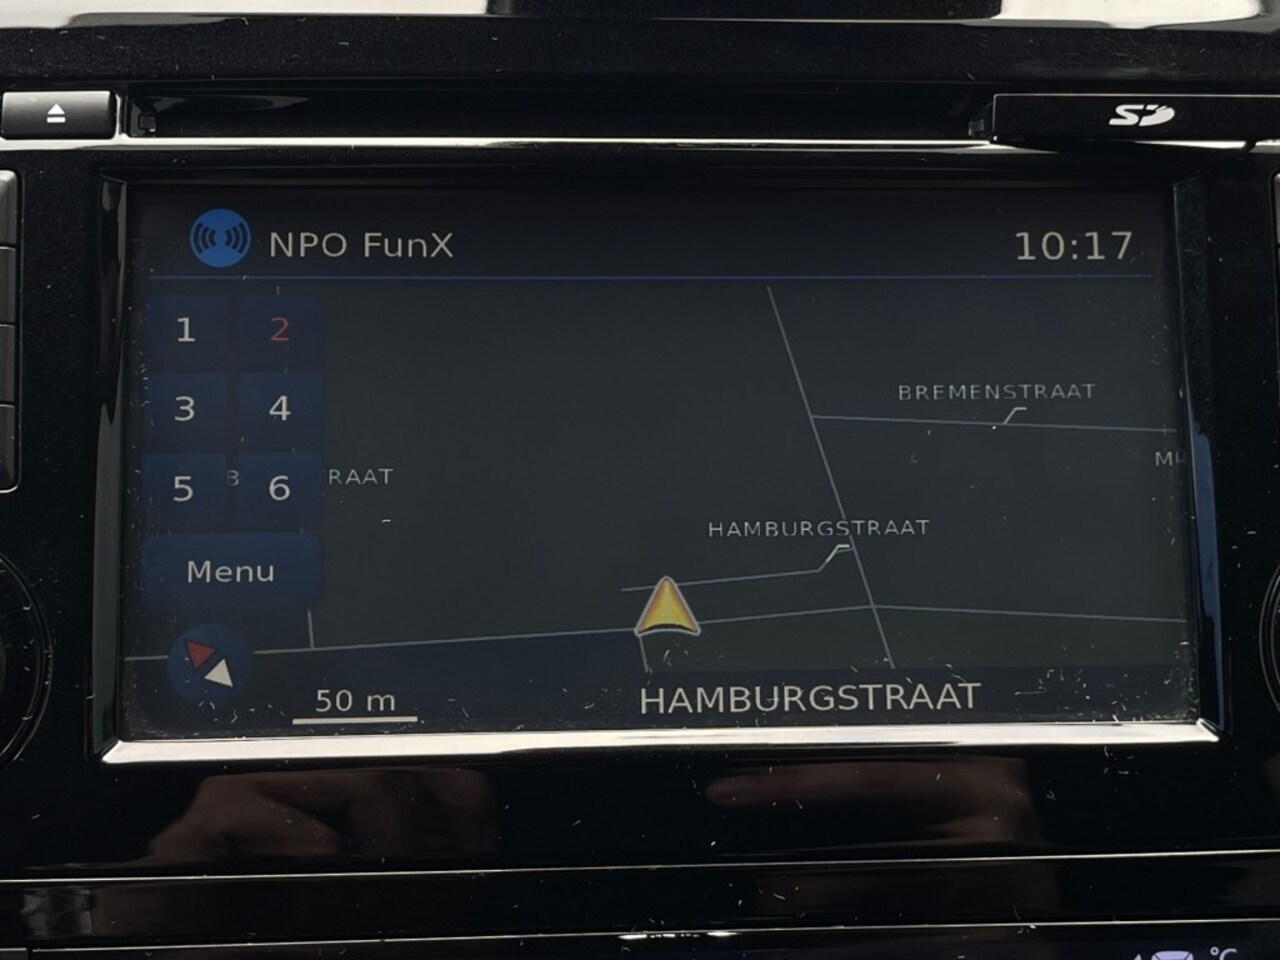 SD
NPO FunX
10:17
1 2
BREMENSTRAAT
3 4
5 6
RAAT
HAMBURGSTRAAT
Menu
50 m
HAMBURGSTRAAT
°C